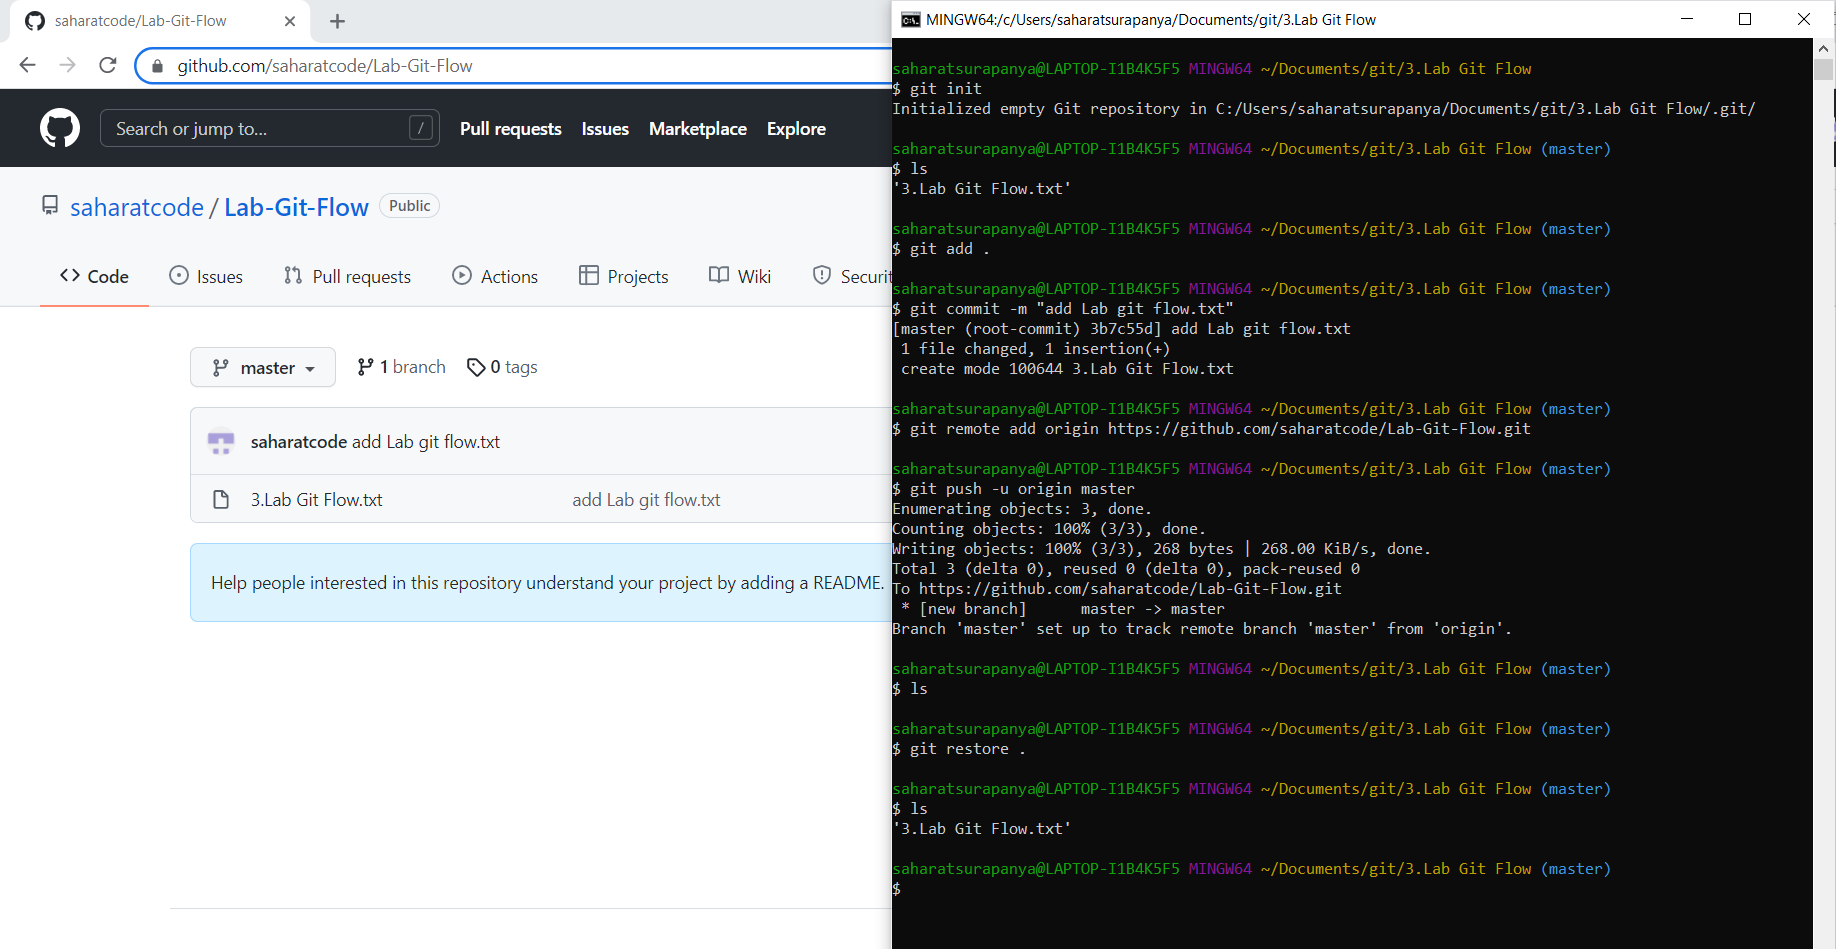 saharatcode/Lab-Git-Flow
github.com/saharatcode/Lab-Git-Flow
Search or jump to... /
Pull requests Issues Marketplace Explore
saharatcode / Lab-Git-Flow Public
Code Issues Pull requests Actions Projects Wiki Securit
master 1 branch 0 tags
saharatcode add Lab git flow.txt
3.Lab Git Flow.txt add Lab git flow.txt
Help people interested in this repository understand your project by adding a README.
MINGW64:/c/Users/saharatsurapanya/Documents/git/3.Lab Git Flow
saharatsurapanya@LAPTOP-I1B4K5F5 MINGW64 ~/Documents/git/3.Lab Git Flow
$ git init
Initialized empty Git repository in C:/Users/saharatsurapanya/Documents/git/3.Lab Git Flow/.git/
saharatsurapanya@LAPTOP-I1B4K5F5 MINGW64 ~/Documents/git/3.Lab Git Flow (master)
$ ls
'3.Lab Git Flow.txt'
saharatsurapanya@LAPTOP-I1B4K5F5 MINGW64 ~/Documents/git/3.Lab Git Flow (master)
$ git add .
saharatsurapanya@LAPTOP-I1B4K5F5 MINGW64 ~/Documents/git/3.Lab Git Flow (master)
$ git commit -m "add Lab git flow.txt"
[master (root-commit) 3b7c55d] add Lab git flow.txt
1 file changed, 1 insertion(+)
create mode 100644 3.Lab Git Flow.txt
saharatsurapanya@LAPTOP-I1B4K5F5 MINGW64 ~/Documents/git/3.Lab Git Flow (master)
$ git remote add origin https://github.com/saharatcode/Lab-Git-Flow.git
saharatsurapanya@LAPTOP-I1B4K5F5 MINGW64 ~/Documents/git/3.Lab Git Flow (master)
$ git push -u origin master
Enumerating objects: 3, done.
Counting objects: 100% (3/3), done.
Writing objects: 100% (3/3), 268 bytes | 268.00 KiB/s, done.
Total 3 (delta 0), reused 0 (delta 0), pack-reused 0
To https://github.com/saharatcode/Lab-Git-Flow.git
* [new branch]      master -> master
Branch 'master' set up to track remote branch 'master' from 'origin'.
saharatsurapanya@LAPTOP-I1B4K5F5 MINGW64 ~/Documents/git/3.Lab Git Flow (master)
$ ls
saharatsurapanya@LAPTOP-I1B4K5F5 MINGW64 ~/Documents/git/3.Lab Git Flow (master)
$ git restore .
saharatsurapanya@LAPTOP-I1B4K5F5 MINGW64 ~/Documents/git/3.Lab Git Flow (master)
$ ls
'3.Lab Git Flow.txt'
saharatsurapanya@LAPTOP-I1B4K5F5 MINGW64 ~/Documents/git/3.Lab Git Flow (master)
$